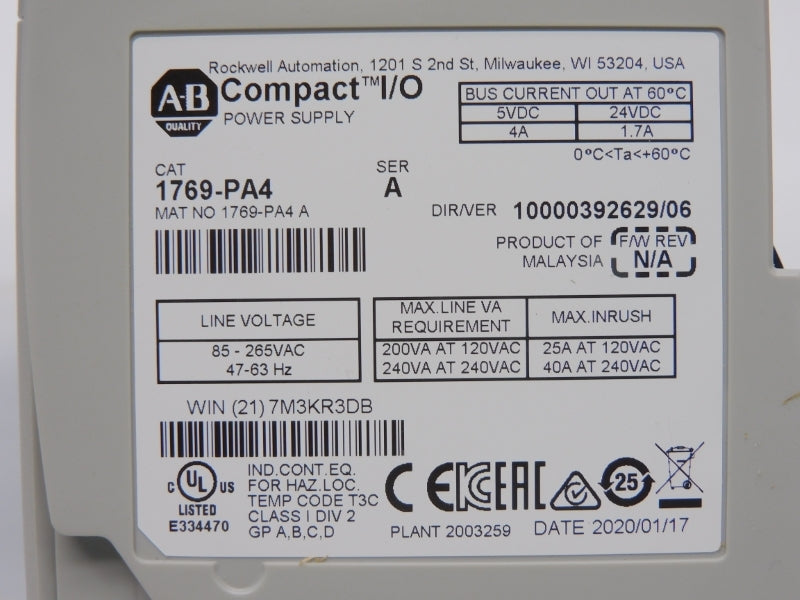 Rockwell Automation, 1201 S 2nd St, Milwaukee, WI 53204, USA
A-B
QUALITY
Compact™I/O
POWER SUPPLY
BUS CURRENT OUT AT 60°C
5VDC 24VDC
4A 1.7A
0°C<Ta<+60°C
CAT
1769-PA4
SER
A
MAT NO 1769-PA4 A
DIR/VER 10000392629/06
PRODUCT OF
MALAYSIA
F/W REV
N/A
LINE VOLTAGE
85 - 265VAC
47-63 Hz
MAX.LINE VA
REQUIREMENT
MAX.INRUSH
200VA AT 120VAC 25A AT 120VAC
240VA AT 240VAC 40A AT 240VAC
WIN (21) 7M3KR3DB
C UL US
LISTED
E334470
IND.CONT.EQ.
FOR HAZ.LOC.
TEMP CODE T3C
CLASS I DIV 2
GP A,B,C,D
CE
EAC
25
PLANT 2003259
DATE 2020/01/17